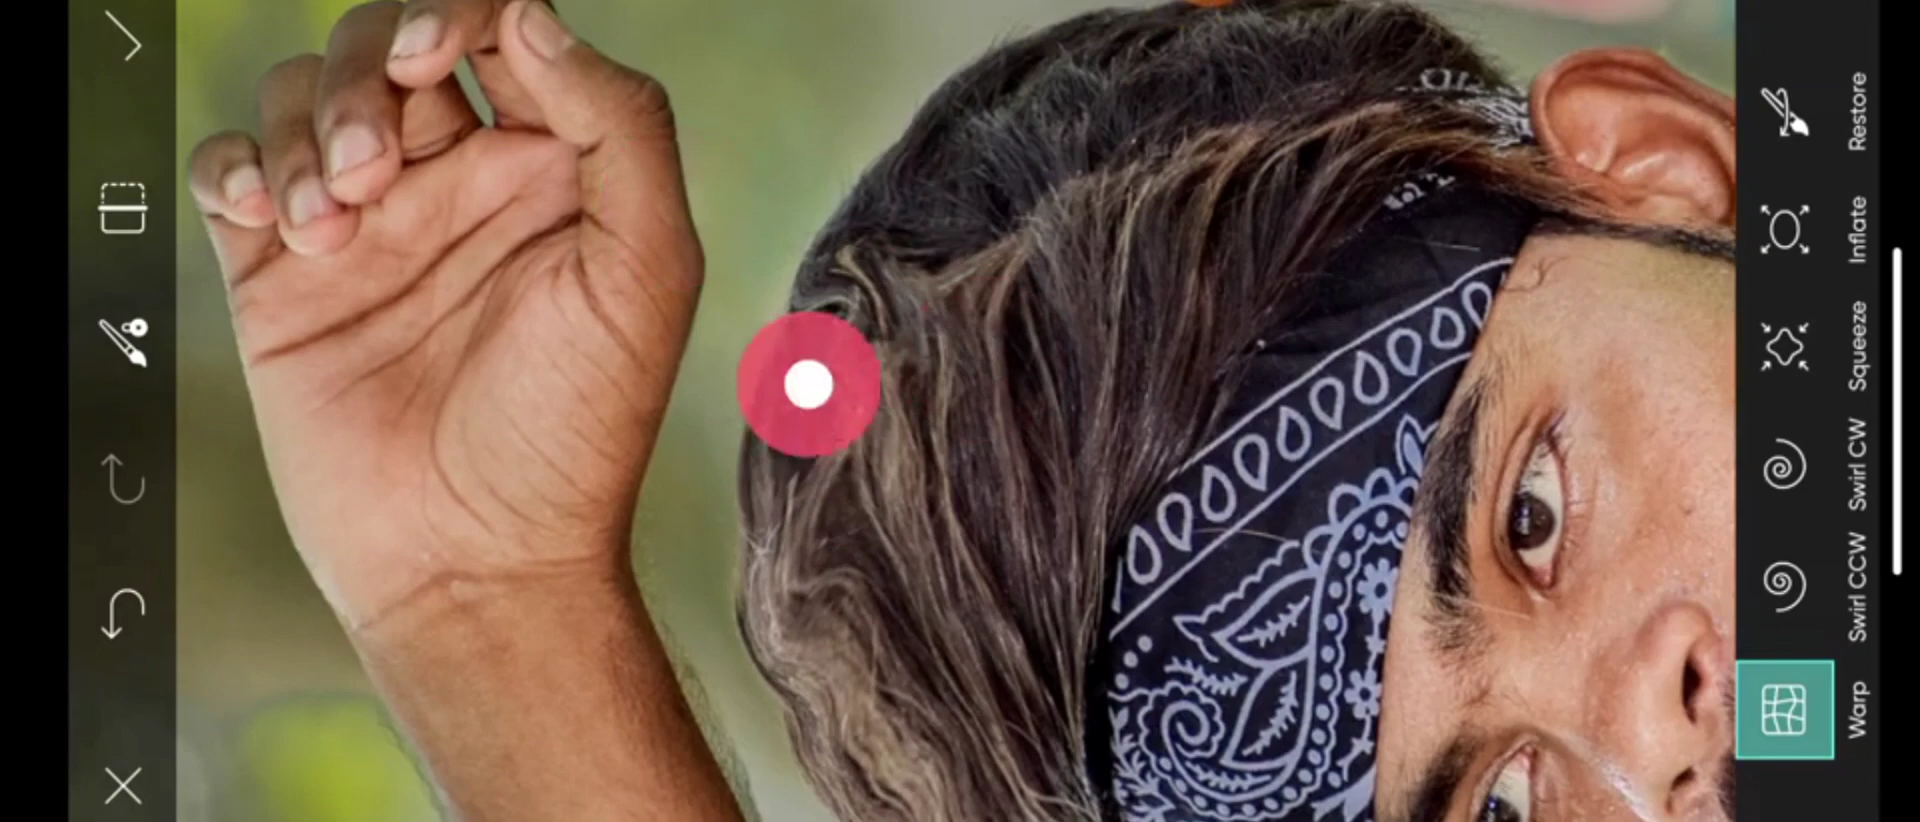 Restore
Inflate
Squeeze
Swirl CW
Swirl CCW
Warp